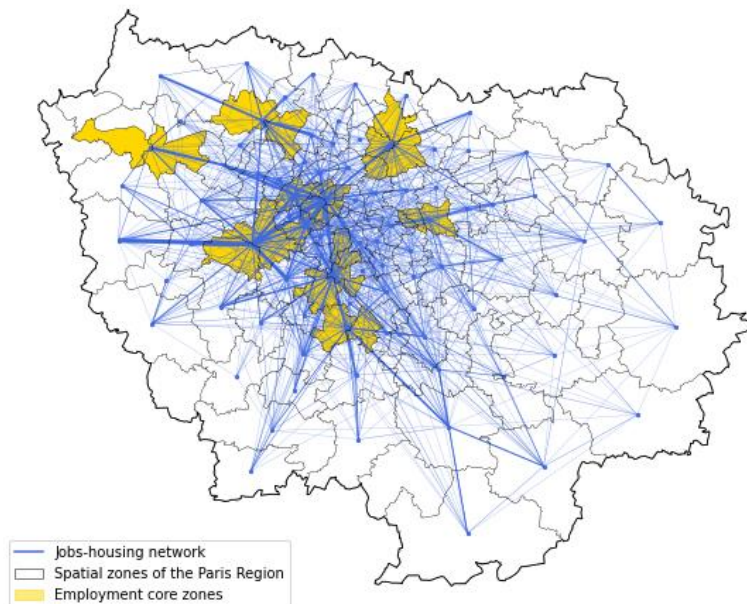 Jobs-housing network
Spatial zones of the Paris Region
Employment core zones